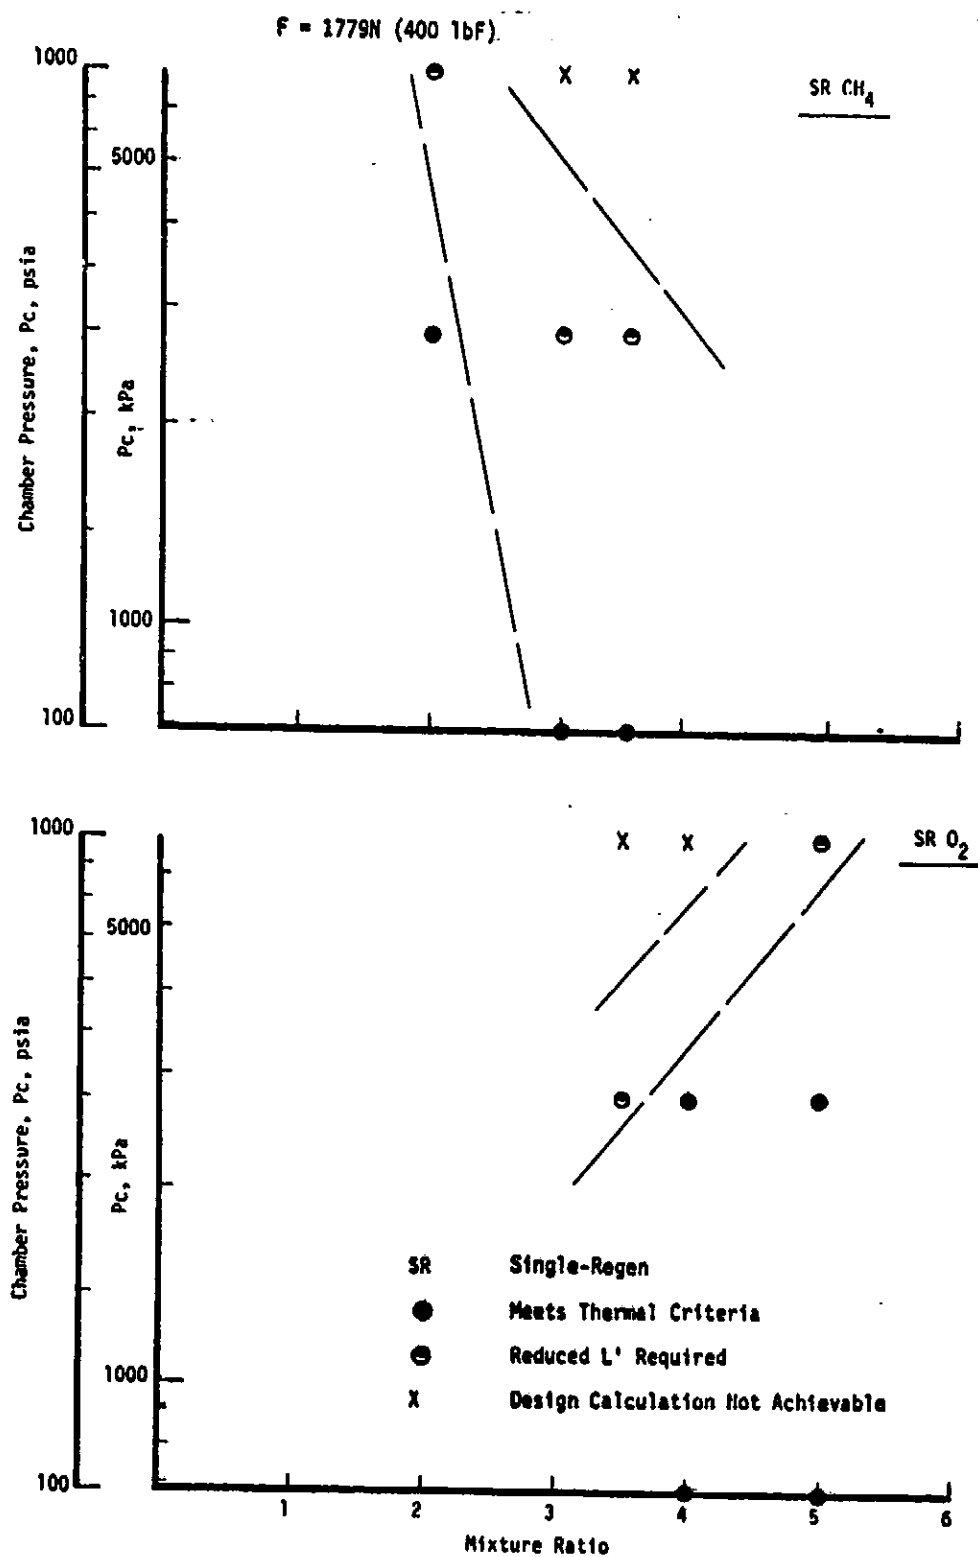 F = 1779N (400 lbF)
SR CH4
1000
5000
1000
100
Chamber Pressure, Pc, psia
Pc, kPa
SR O2
1000
5000
1000
100
Chamber Pressure, Pc, psia
Pc, kPa
SR Single-Regen
● Meets Thermal Criteria
Reduced L' Required
X Design Calculation Not Achievable
1 2 3 4 5 6
Mixture Ratio